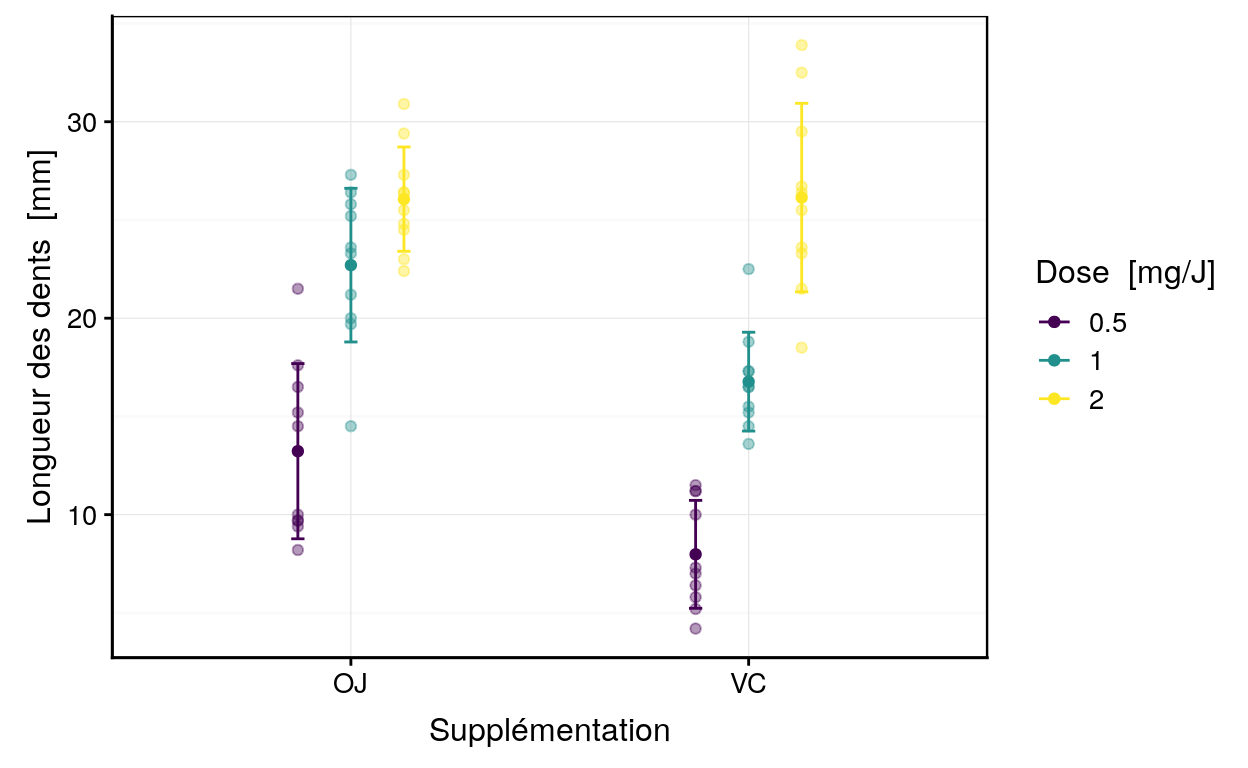 Longueur des dents [mm]
30
20
10
OJ
VC
Supplémentation
Dose [mg/J]
0.5
1
2